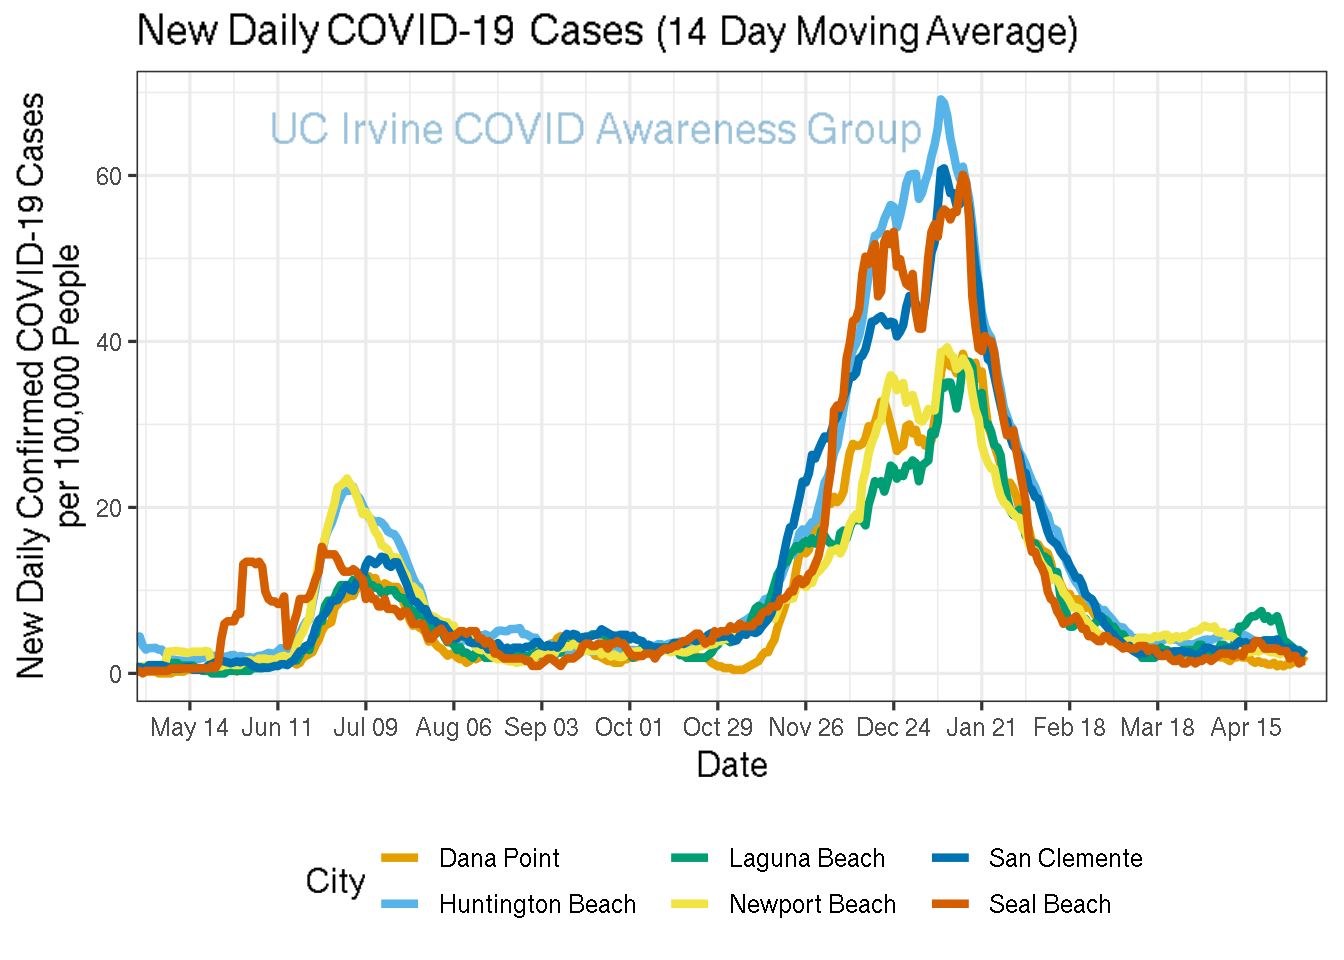 New Daily COVID-19 Cases (14 Day Moving Average)
UC Irvine COVID Awareness Group
New Daily Confirmed COVID-19 Cases
per 100,000 People
60
40
20
0
May 14 Jun 11 Jul 09 Aug 06 Sep 03 Oct 01 Oct 29 Nov 26 Dec 24 Jan 21 Feb 18 Mar 18 Apr 15
Date
City
Dana Point Laguna Beach San Clemente
Huntington Beach Newport Beach Seal Beach